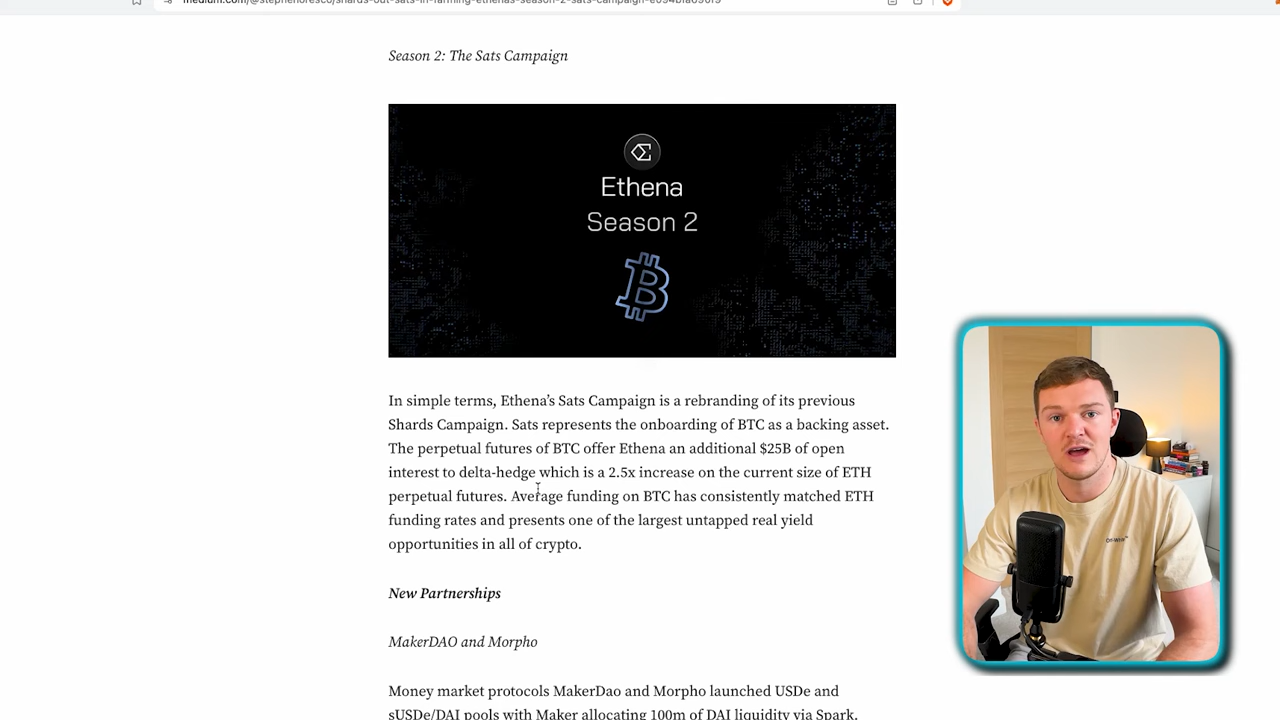 Season 2: The Sats Campaign
Ethena
Season 2
In simple terms, Ethena’s Sats Campaign is a rebranding of its previous
Shards Campaign. Sats represents the onboarding of BTC as a backing asset.
The perpetual futures of BTC offer Ethena an additional $25B of open
interest to delta-hedge which is a 2.5x increase on the current size of ETH
perpetual futures. Average funding on BTC has consistently matched ETH
funding rates and presents one of the largest untapped real yield
opportunities in all of crypto.
New Partnerships
MakerDAO and Morpho
Money market protocols MakerDao and Morpho launched USDe and
sUSDe/DAI pools with Maker allocating 100m of DAI liquidity via Spark.